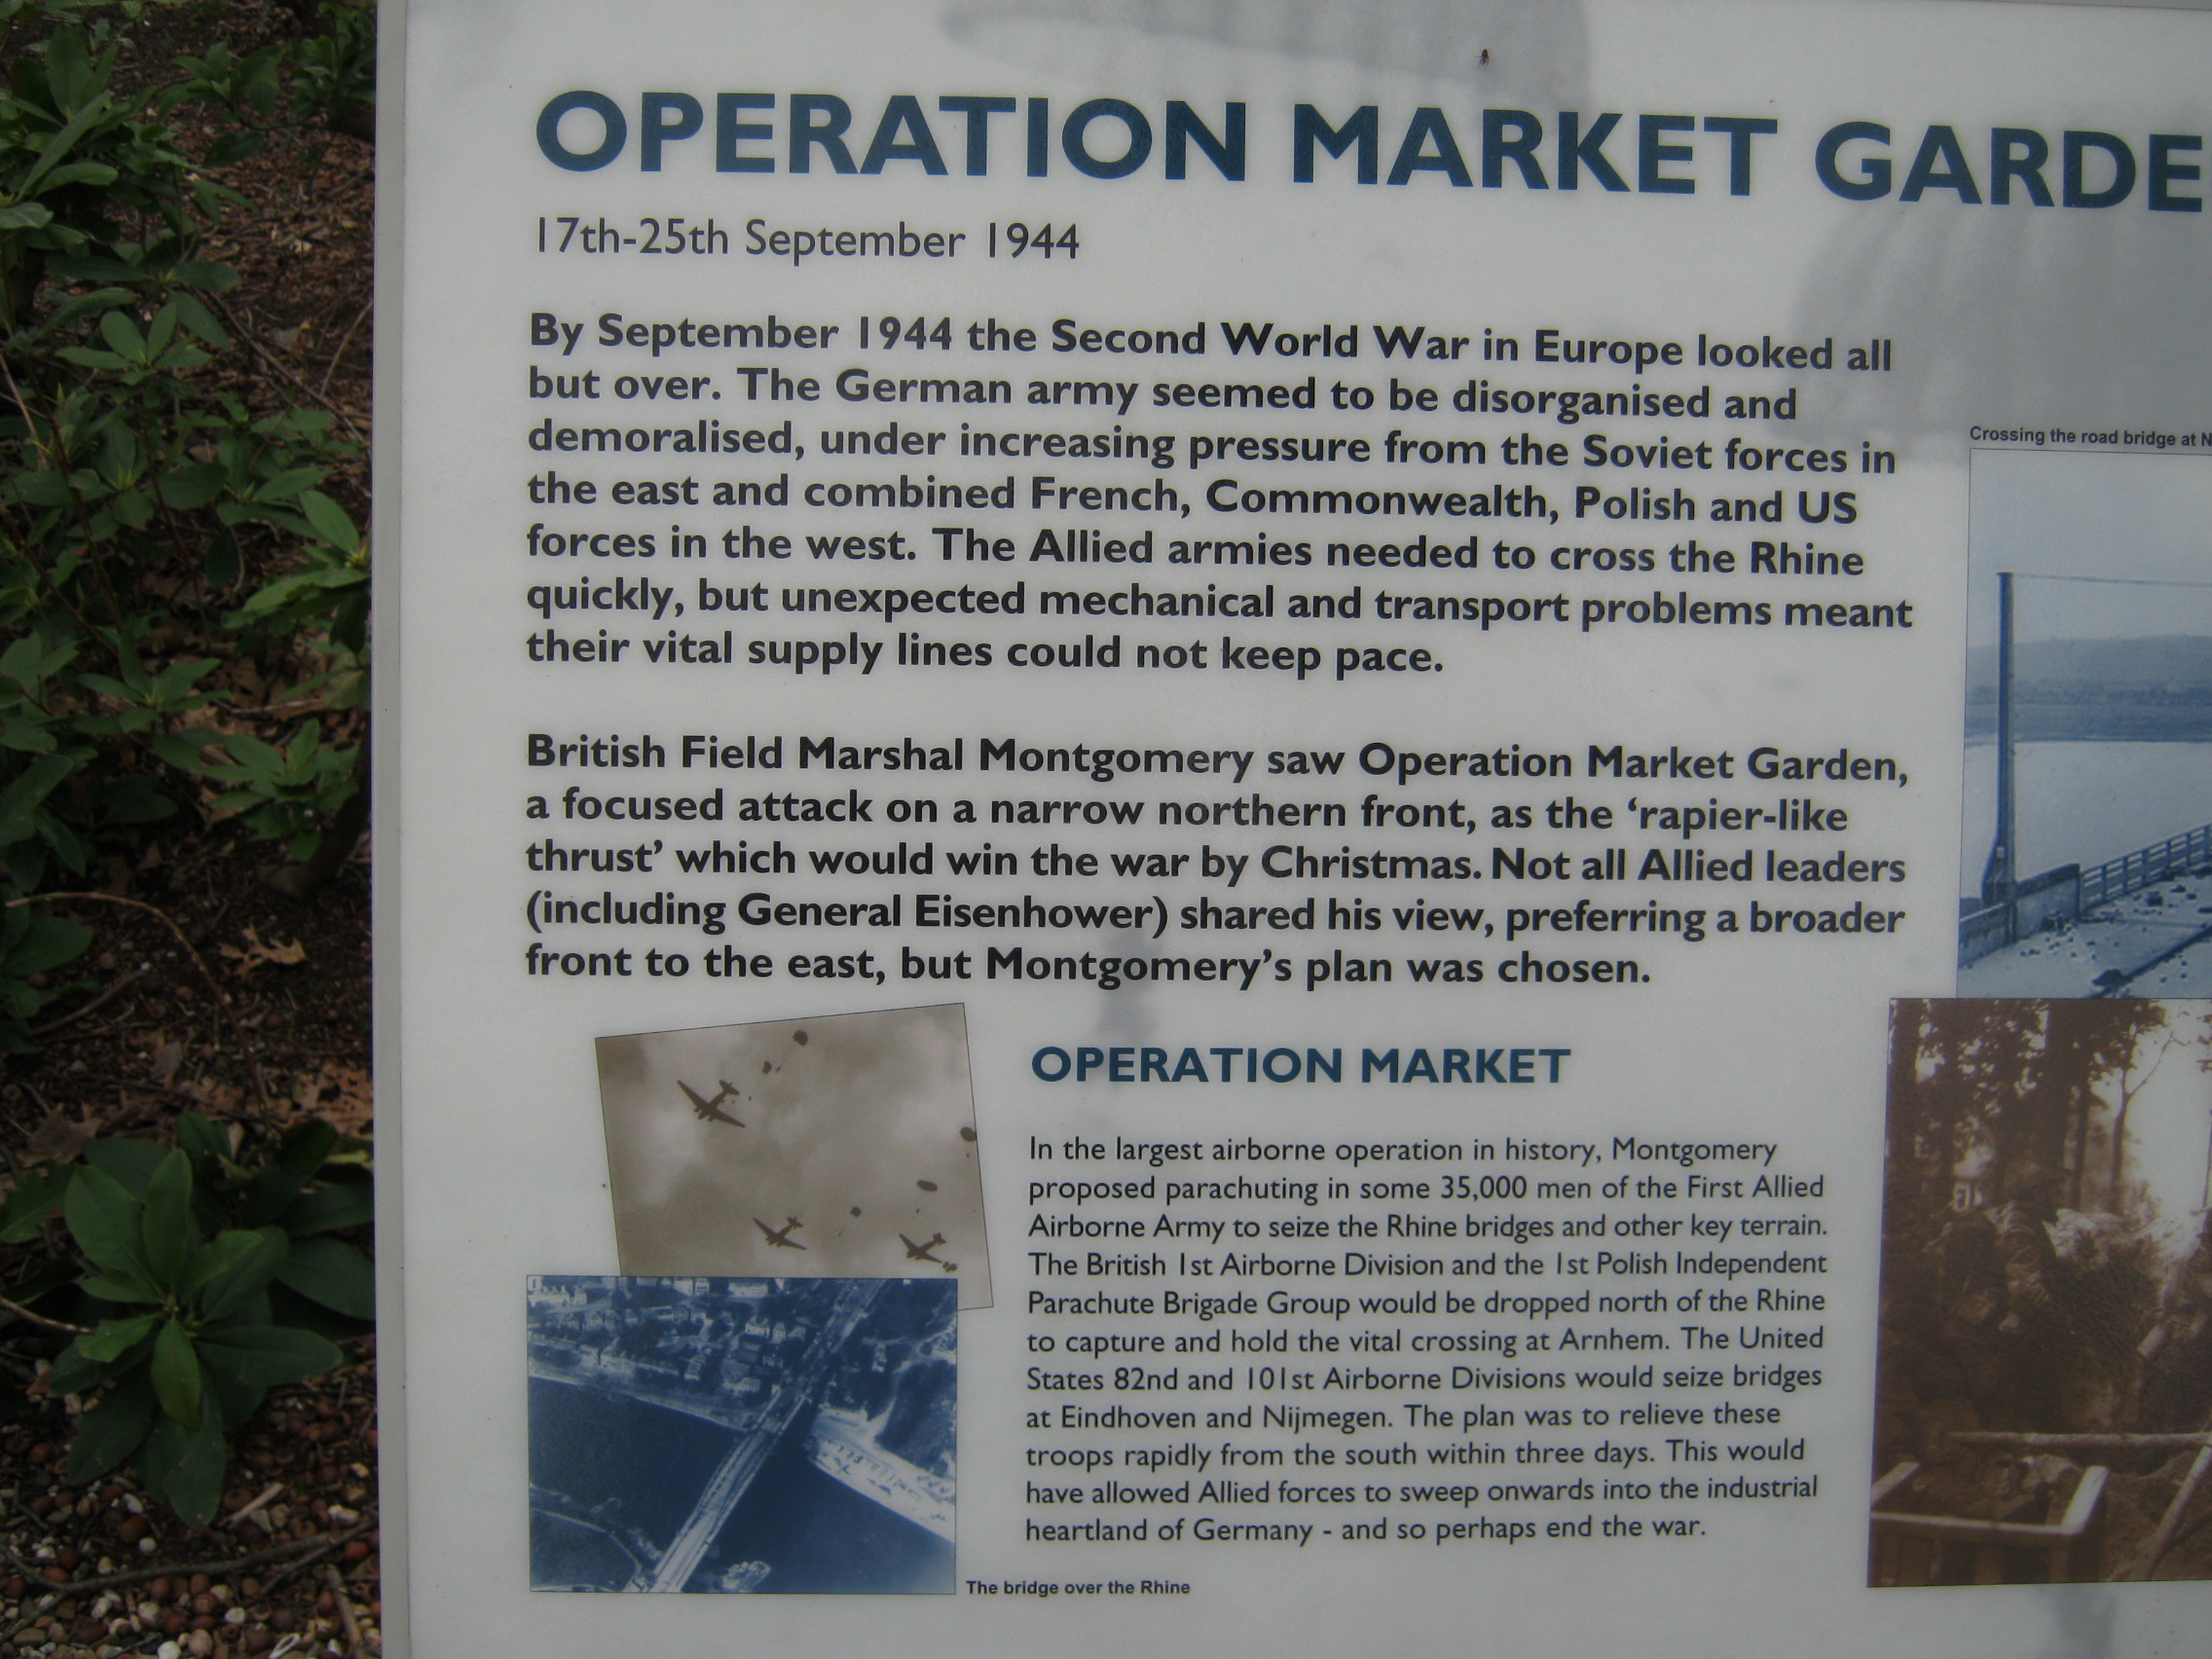 OPERATION MARKET GARDE
17th-25th September 1944
By September 1944 the Second World War in Europe looked all
but over. The German army seemed to be disorganised and
demoralised, under increasing pressure from the Soviet forces in
the east and combined French, Commonwealth, Polish and US
forces in the west. The Allied armies needed to cross the Rhine
quickly, but unexpected mechanical and transport problems meant
their vital supply lines could not keep pace.
British Field Marshal Montgomery saw Operation Market Garden,
a focused attack on a narrow northern front, as the ‘rapier-like
thrust’ which would win the war by Christmas. Not all Allied leaders
(including General Eisenhower) shared his view, preferring a broader
front to the east, but Montgomery’s plan was chosen.
Crossing the road bridge at N
OPERATION MARKET
In the largest airborne operation in history, Montgomery
proposed parachuting in some 35,000 men of the First Allied
Airborne Army to seize the Rhine bridges and other key terrain.
The British 1st Airborne Division and the 1st Polish Independent
Parachute Brigade Group would be dropped north of the Rhine
to capture and hold the vital crossing at Arnhem. The United
States 82nd and 101st Airborne Divisions would seize bridges
at Eindhoven and Nijmegen. The plan was to relieve these
troops rapidly from the south within three days. This would
have allowed Allied forces to sweep onwards into the industrial
heartland of Germany - and so perhaps end the war.
The bridge over the Rhine